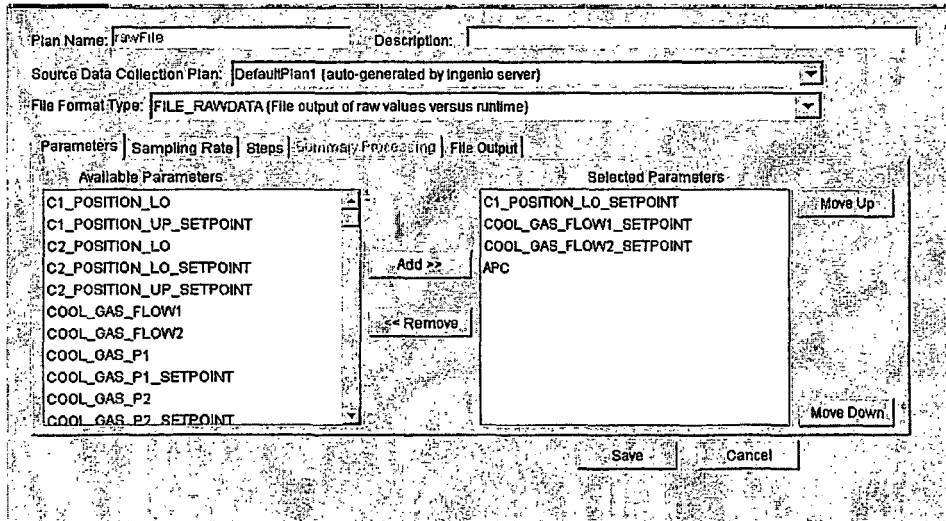 Plan Name: rawFile Description:
Source Data Collection Plan: DefaultPlan1 (auto-generated by Ingenio server)
File Format Type: FILE_RAWDATA (File output of raw values versus runtime)
Parameters Sampling Rate Steps Summary Processing File Output
Available Parameters Selected Parameters
C1_POSITION_LO C1_POSITION_LO_SETPOINT Move Up
C1_POSITION_UP_SETPOINT COOL_GAS_FLOW1_SETPOINT
C2_POSITION_LO COOL_GAS_FLOW2_SETPOINT
C2_POSITION_LO_SETPOINT Add >> APC
C2_POSITION_UP_SETPOINT
COOL_GAS_FLOW1
COOL_GAS_FLOW2 << Remove
COOL_GAS_P1
COOL_GAS_P1_SETPOINT
COOL_GAS_P2
COOL_GAS_P2_SETPOINT Move Down
Save Cancel